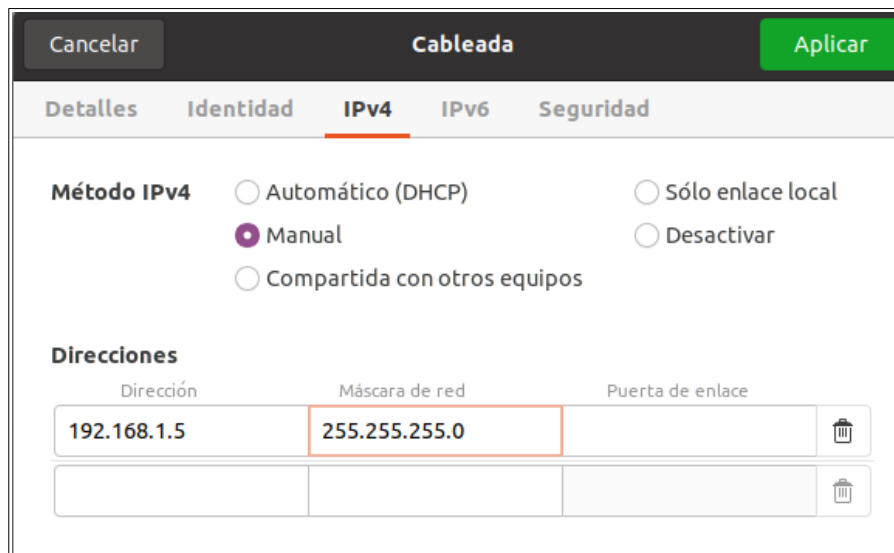 Cancelar Cableada Aplicar
Detalles Identidad IPv4 IPv6 Seguridad
Método IPv4 Automático (DHCP) Sólo enlace local
Manual Desactivar
Compartida con otros equipos
Direcciones
Dirección Máscara de red Puerta de enlace
192.168.1.5 255.255.255.0